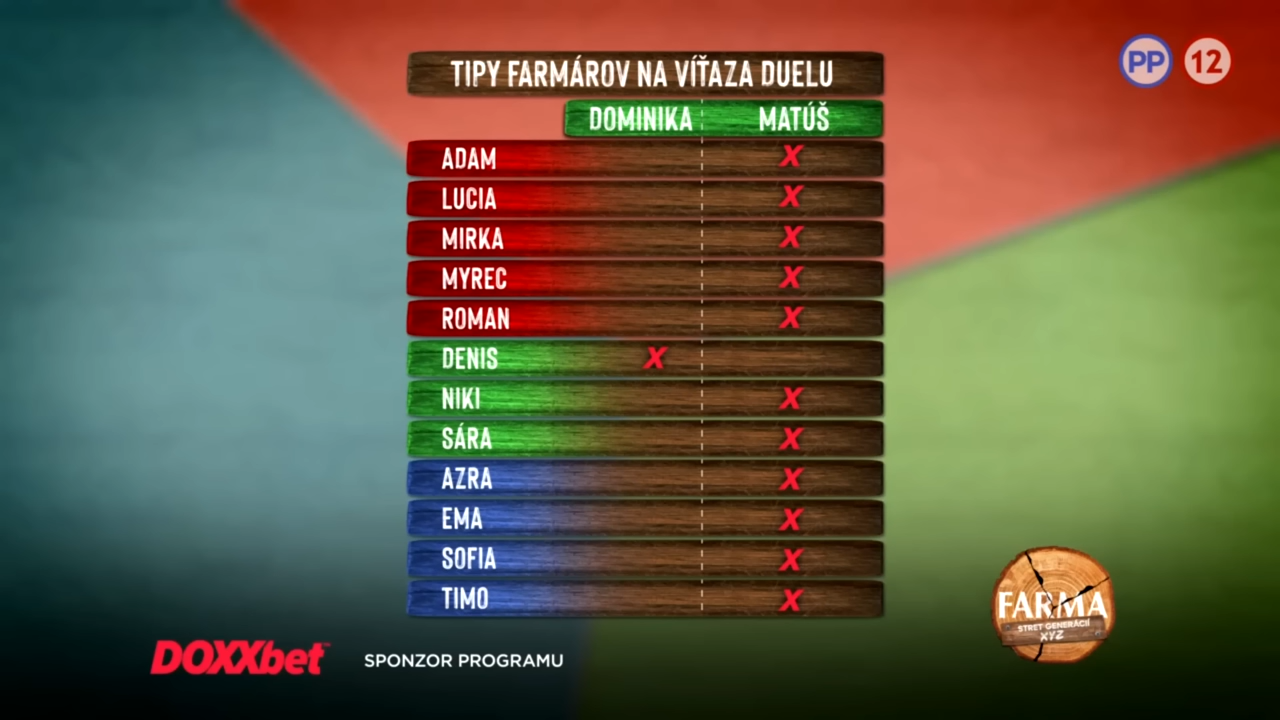 TIPY FARMÁROV NA VÍŤAZA DUELU
PP 12
DOMINIKA MATÚŠ
ADAM X
LUCIA X
MIRKA X
MYREC X
ROMAN X
DENIS X
NIKI X
SÁRA X
AZRA X
EMA X
SOFIA X
TIMO X
FARMA
STRET GENERÁCIÍ
XYZ
DOXXbet™ SPONZOR PROGRAMU